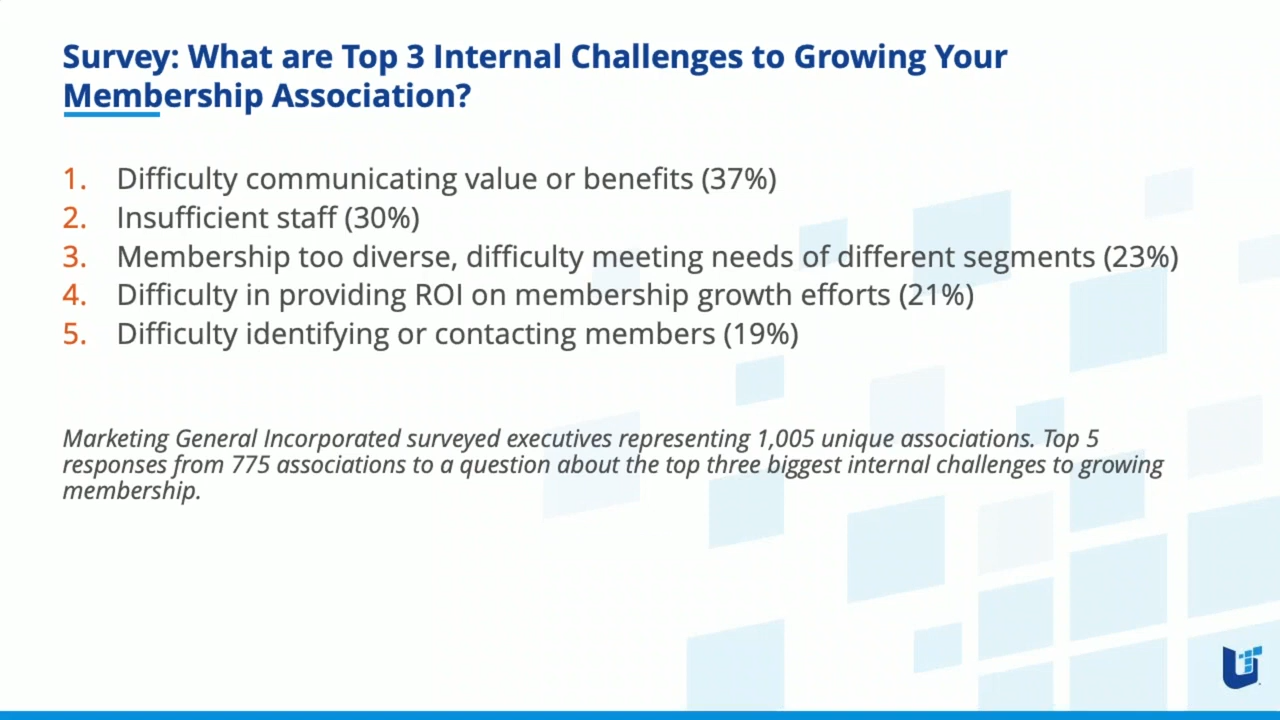 Survey: What are Top 3 Internal Challenges to Growing Your
Membership Association?
1. Difficulty communicating value or benefits (37%)
2. Insufficient staff (30%)
3. Membership too diverse, difficulty meeting needs of different segments (23%)
4. Difficulty in providing ROI on membership growth efforts (21%)
5. Difficulty identifying or contacting members (19%)
Marketing General Incorporated surveyed executives representing 1,005 unique associations. Top 5
responses from 775 associations to a question about the top three biggest internal challenges to growing
membership.